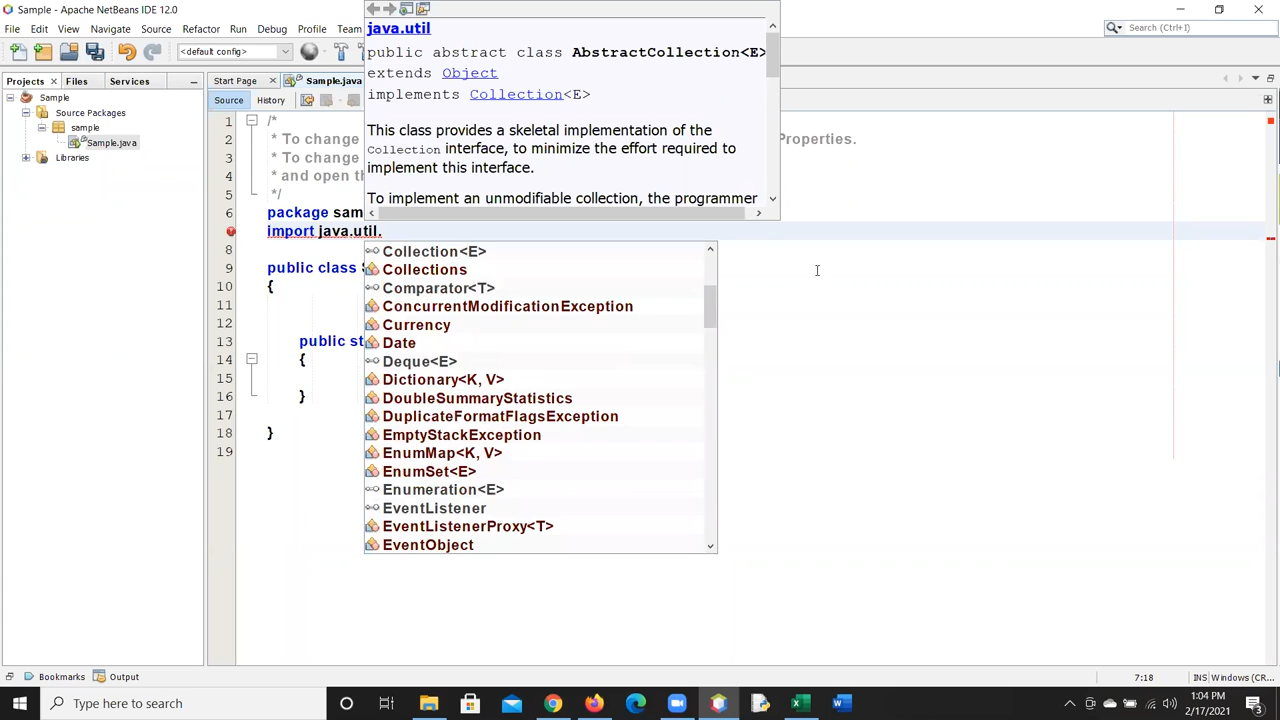 Sample - Apache NetBeans IDE 12.0
File Edit View Navigate Source Refactor Run Debug Profile Team
Search (Ctrl+I)
<default config>
Projects Files Services
Start Page Sample.java
Source History
Sample
Source Packages
sample
Sample.java
Libraries
java.util
public abstract class AbstractCollection<E>
extends Object
implements Collection<E>
This class provides a skeletal implementation of the
Collection interface, to minimize the effort required to
implement this interface.
To implement an unmodifiable collection, the programmer
1 /*
2 * To change Properties.
3 * To change
4 * and open th
5 */
6 package sam
7 import java.util.
8
9 public class S
10 {
11
12
13 public st
14 {
15
16 }
17
18 }
19
Collection<E>
Collections
Comparator<T>
ConcurrentModificationException
Currency
Date
Deque<E>
Dictionary<K, V>
DoubleSummaryStatistics
DuplicateFormatFlagsException
EmptyStackException
EnumMap<K, V>
EnumSet<E>
Enumeration<E>
EventListener
EventListenerProxy<T>
EventObject
Bookmarks Output
7:18 INS Windows (CR...
Type here to search
1:04 PM
2/17/2021
3